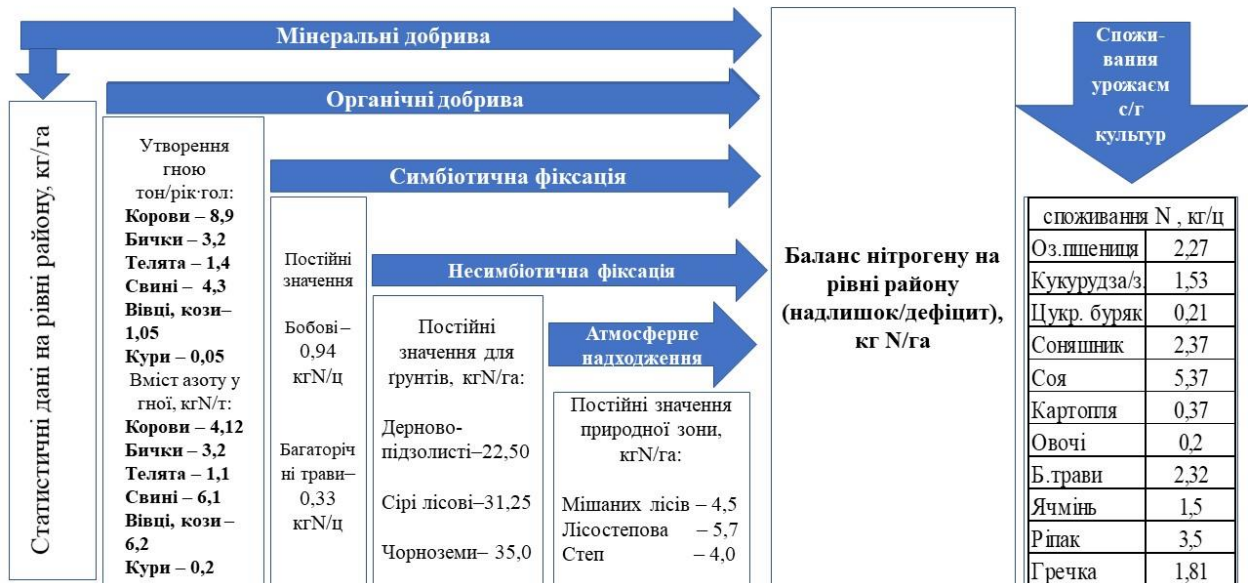 Мінеральні добрива
Споживання
урожаєм
с/г
культур
Статистичні дані на рівні району, кг/га
Органічні добрива
Утворення
гною
тон/рік·гол:
Корови – 8,9
Бички – 3,2
Телята – 1,4
Свині – 4,3
Вівці, кози–
1,05
Кури – 0,05
Вміст азоту у
гної, кгN/т:
Корови – 4,12
Бички – 3,2
Телята – 1,1
Свині – 6,1
Вівці, кози –
6,2
Кури – 0,2
Симбіотична фіксація
Постійні
значення
Бобові –
0,94
кгN/ц
Багаторіч
ні трави–
0,33
кгN/ц
Несимбіотична фіксація
Постійні
значення для
ґрунтів, кгN/га:
Дерново-
підзолисті–22,50
Сірі лісові–31,25
Чорноземи– 35,0
Атмосферне
надходження
Постійні значення
природної зони,
кгN/га:
Мішаних лісів – 4,5
Лісостепова – 5,7
Степ – 4,0
Баланс нітрогену на
рівні району
(надлишок/дефіцит),
кг N/га
споживання N , кг/ц
Оз.пшениця 2,27
Кукурудза/з. 1,53
Цукр. буряк 0,21
Соняшник 2,37
Соя 5,37
Картопля 0,37
Овочі 0,2
Б.трави 2,32
Ячмінь 1,5
Ріпак 3,5
Гречка 1,81